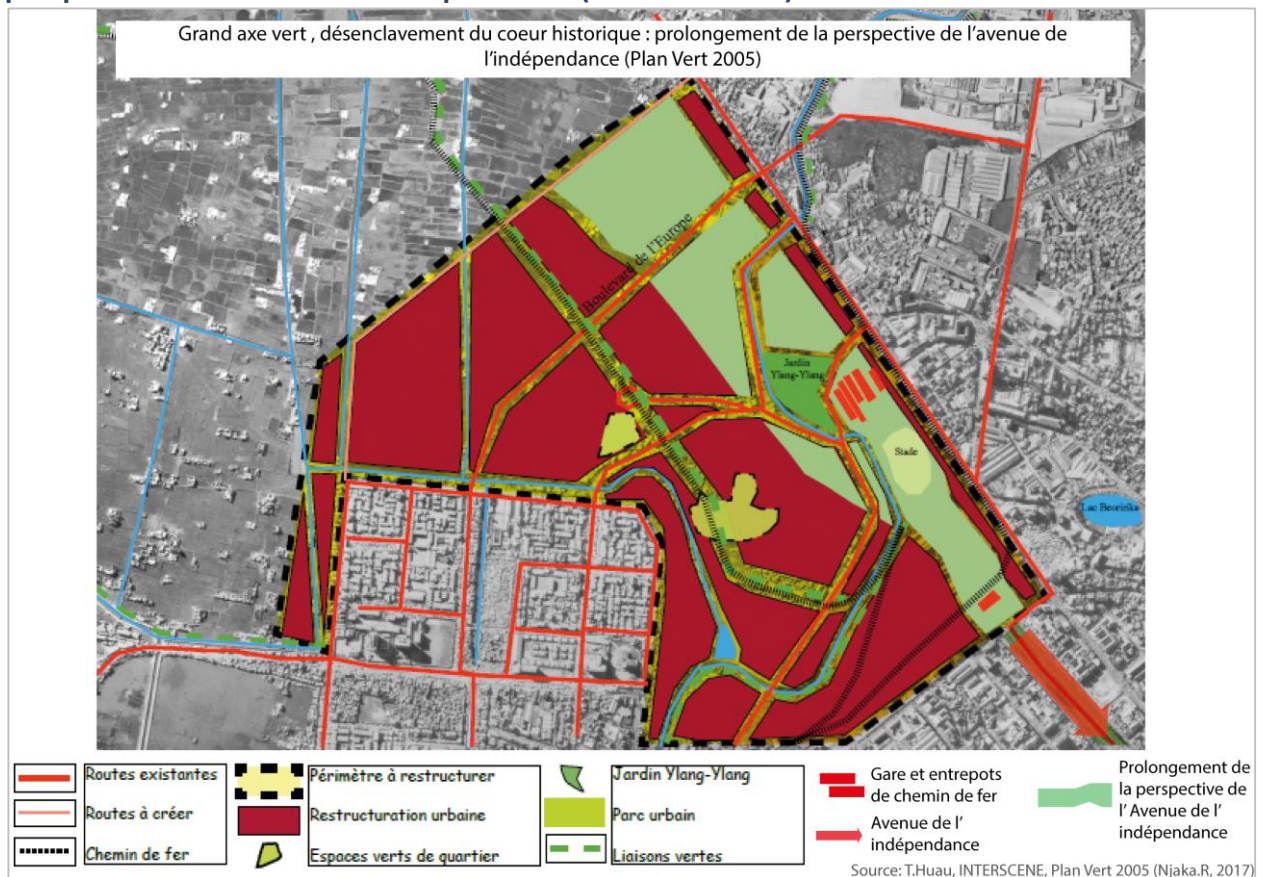 Grand axe vert , désenclavement du coeur historique : prolongement de la perspective de l'avenue de
l'indépendance (Plan Vert 2005)
Boulevard de l'Europe
Jardin
Ylang-Ylang
Stade
Lac Beorinika
Routes existantes
Routes à créer
Chemin de fer
Périmètre à restructurer
Restructuration urbaine
Espaces verts de quartier
Jardin Ylang-Ylang
Parc urbain
Liaisons vertes
Gare et entrepots
de chemin de fer
Avenue de l'
indépendance
Prolongement de
la perspective de
l' Avenue de l'
indépendance
Source: T.Huau, INTERSCENE, Plan Vert 2005 (Njaka.R, 2017)